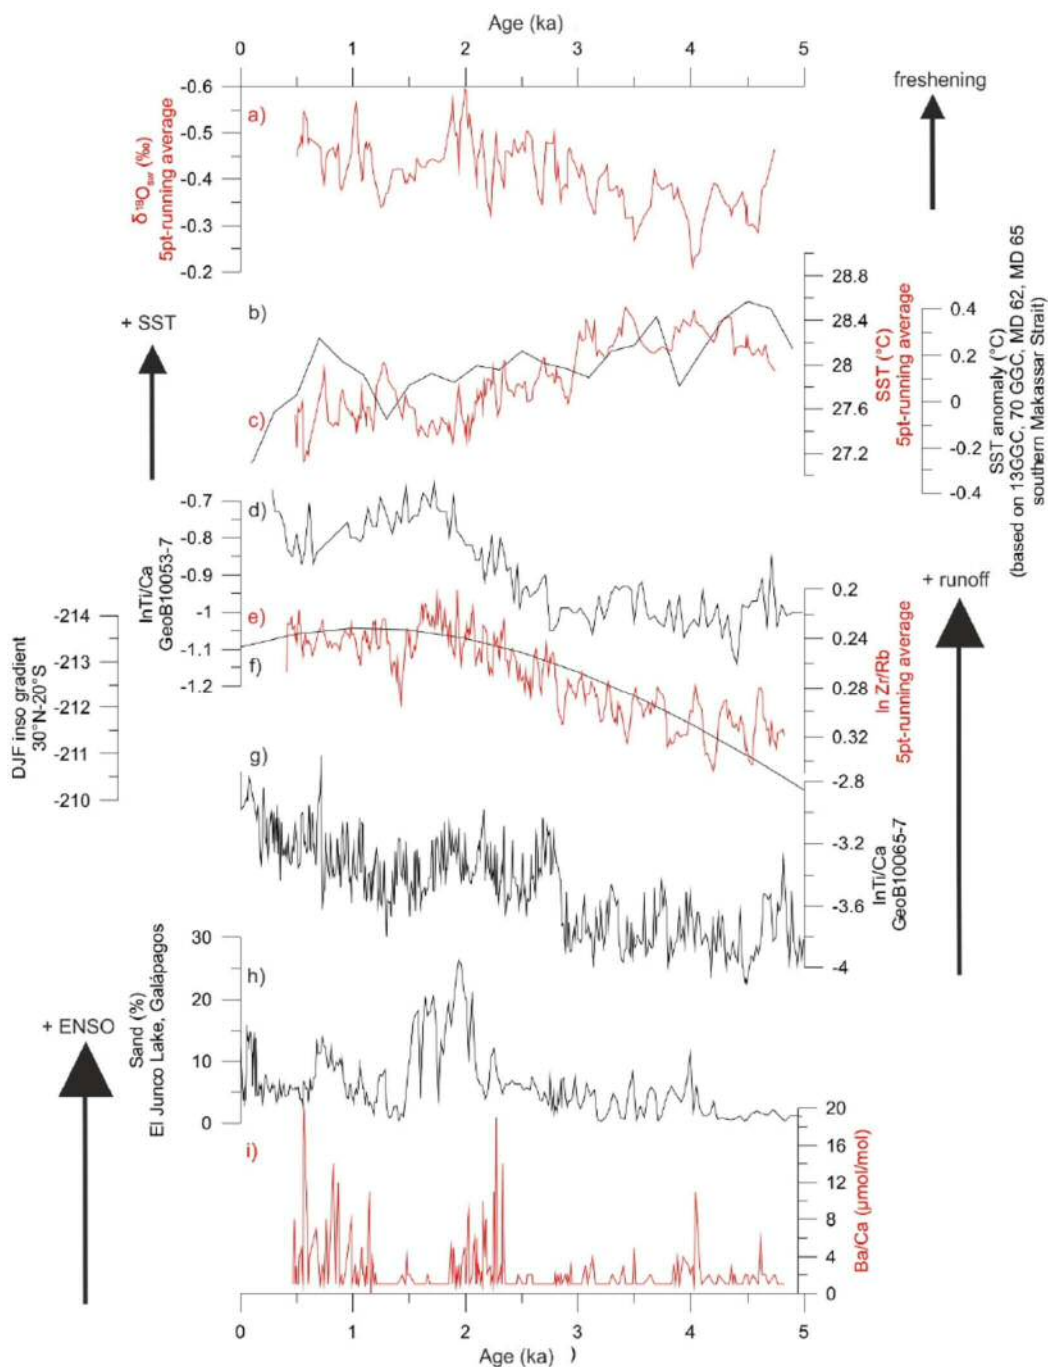 Age (ka)
0 1 2 3 4 5
freshening
-0.6
-0.5
-0.4
-0.3
-0.2
a)
δ¹⁸Osw (‰)
5pt-running average
+ SST
b)
c)
28.8
28.4
28
27.6
27.2
SST (°C)
5pt-running average
0.4
0.2
0
-0.2
-0.4
SST anomaly (°C)
(based on 13GGC, 70 GGC, MD 62, MD 65
southern Makassar Strait)
-0.7
-0.8
-0.9
-1
-1.1
-1.2
d)
lnTi/Ca
GeoB10053-7
+ runoff
e)
0.2
0.24
0.28
0.32
ln Zr/Rb
5pt-running average
f)
-214
-213
-212
-211
-210
DJF inso gradient
30°N-20°S
g)
-2.8
-3.2
-3.6
-4
lnTi/Ca
GeoB10065-7
30
20
10
0
h)
Sand (%)
El Junco Lake, Galápagos
+ ENSO
i)
20
16
12
8
4
0
Ba/Ca (µmol/mol)
0 1 2 3 4 5
Age (ka) )